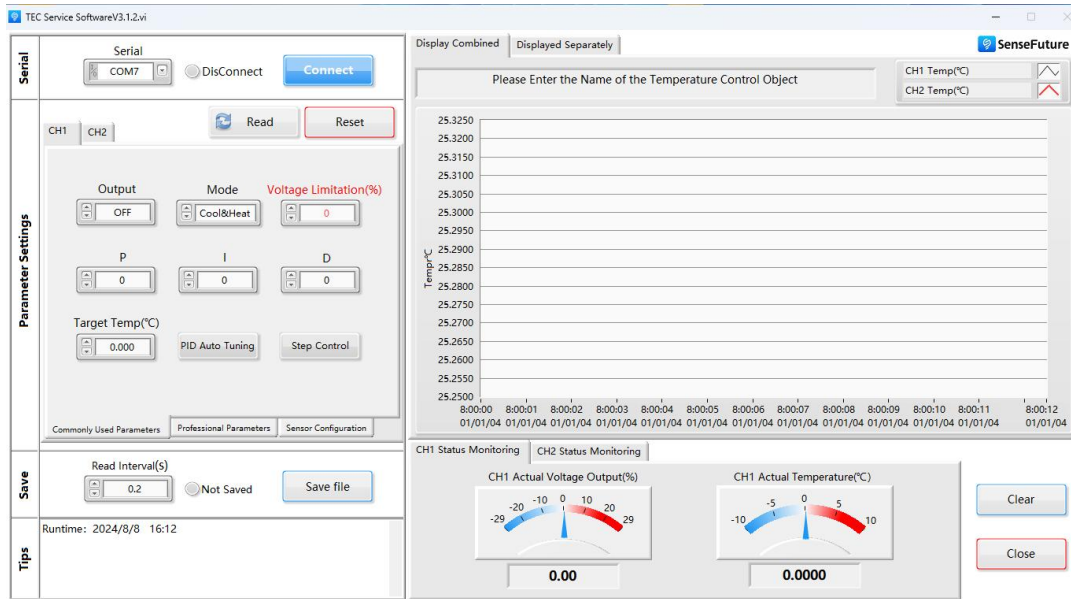 TEC Service SoftwareV3.1.2.vi
Serial
Serial
COM7
DisConnect
Connect
Parameter Settings
CH1
CH2
Read
Reset
Output
Mode
Voltage Limitation(%)
OFF
Cool&Heat
0
P
I
D
0
0
0
Target Temp(℃)
0.000
PID Auto Tuning
Step Control
Commonly Used Parameters
Professional Parameters
Sensor Configuration
Save
Read Interval(s)
0.2
Not Saved
Save file
Tips
Runtime: 2024/8/8 16:12
Display Combined
Displayed Separately
SenseFuture
Please Enter the Name of the Temperature Control Object
CH1 Temp(℃)
CH2 Temp(℃)
Tempr℃
25.3250
25.3200
25.3150
25.3100
25.3050
25.3000
25.2950
25.2900
25.2850
25.2800
25.2750
25.2700
25.2650
25.2600
25.2550
25.2500
8:00:00 8:00:01 8:00:02 8:00:03 8:00:04 8:00:05 8:00:06 8:00:07 8:00:08 8:00:09 8:00:10 8:00:11 8:00:12
01/01/04 01/01/04 01/01/04 01/01/04 01/01/04 01/01/04 01/01/04 01/01/04 01/01/04 01/01/04 01/01/04 01/01/04 01/01/04
CH1 Status Monitoring
CH2 Status Monitoring
CH1 Actual Voltage Output(%)
-29 -20 -10 0 10 20 29
0.00
CH1 Actual Temperature(℃)
-10 -5 0 5 10
0.0000
Clear
Close